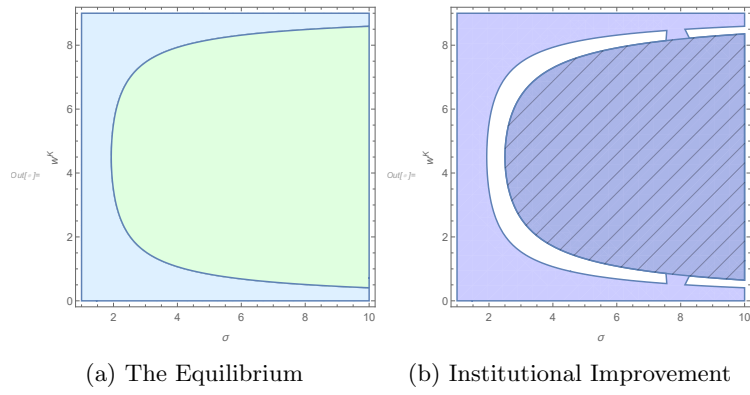 8
6
4
2
0
w^K
Out[◦]=
2 4 6 8 10
σ
8
6
4
2
0
w^K
Out[◦]=
2 4 6 8 10
σ
(a) The Equilibrium
(b) Institutional Improvement